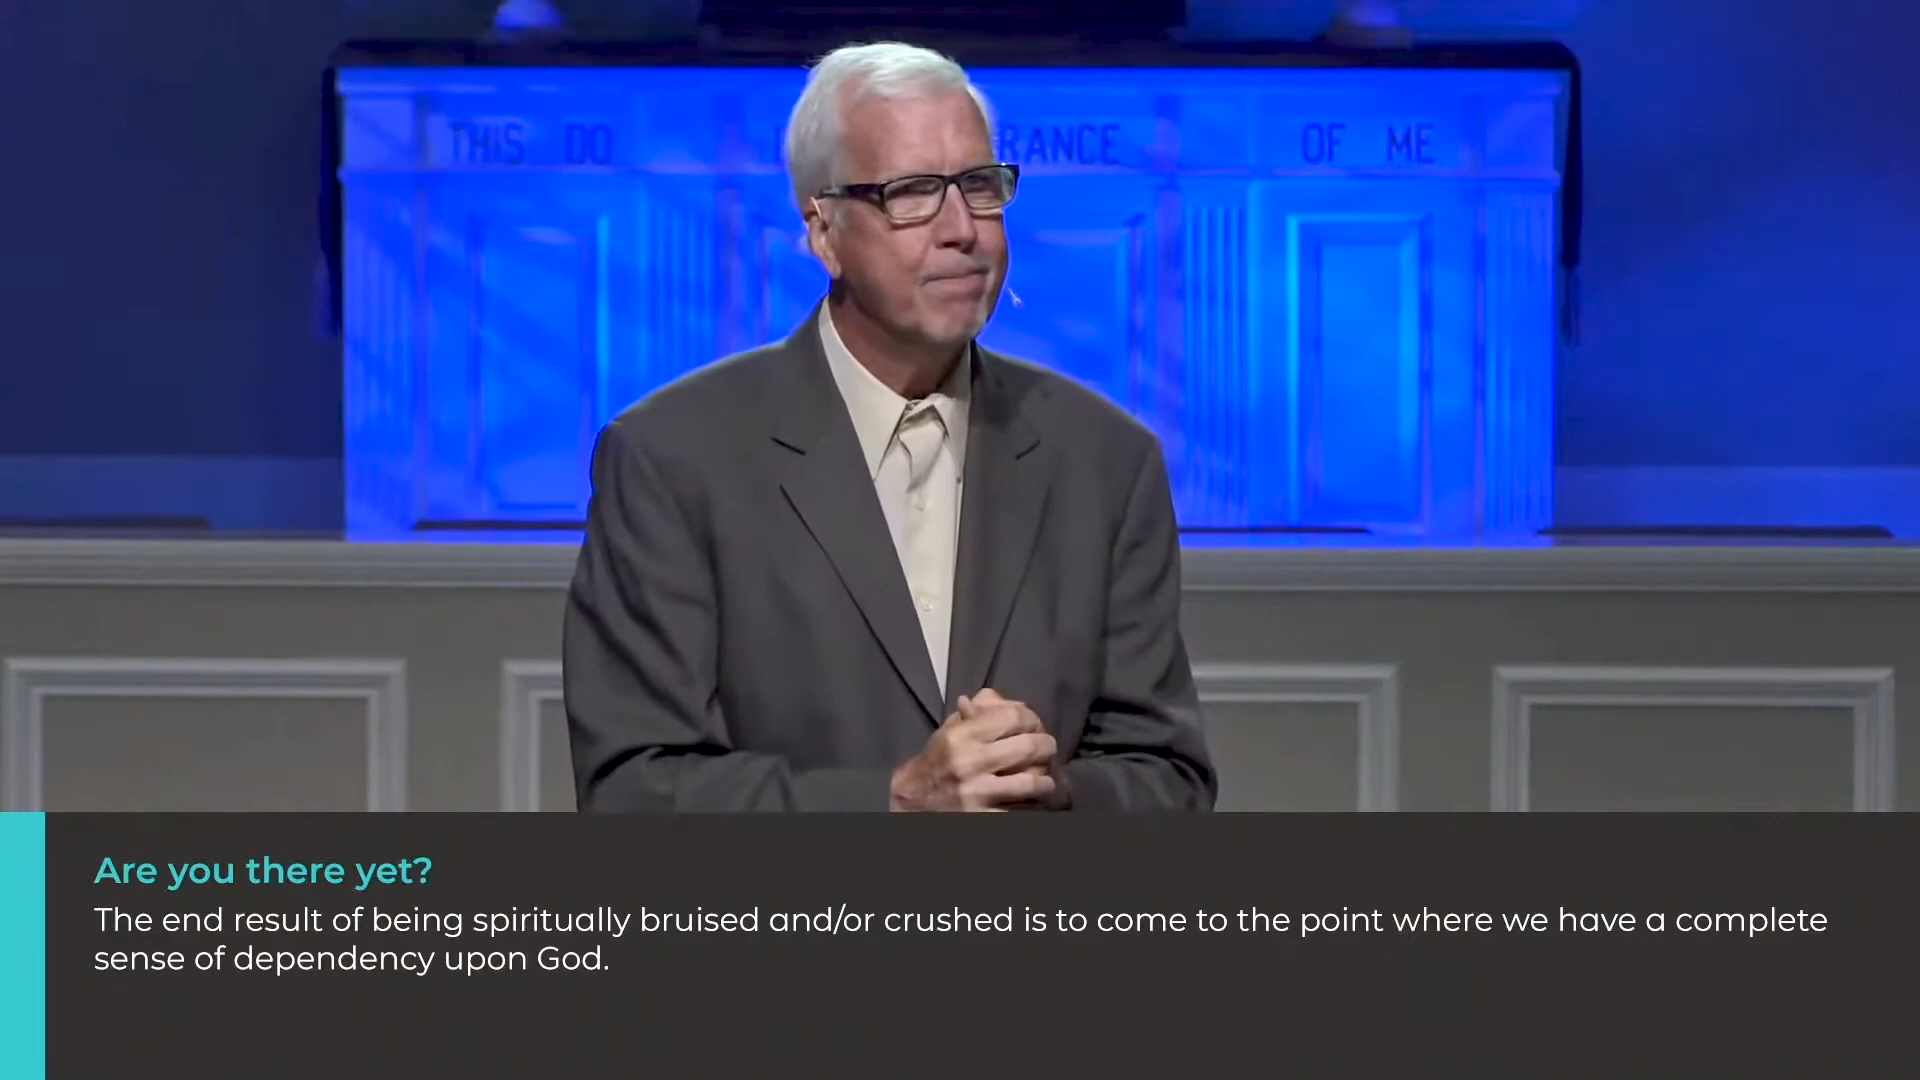 THIS DO RANCE OF ME
Are you there yet?
The end result of being spiritually bruised and/or crushed is to come to the point where we have a complete
sense of dependency upon God.